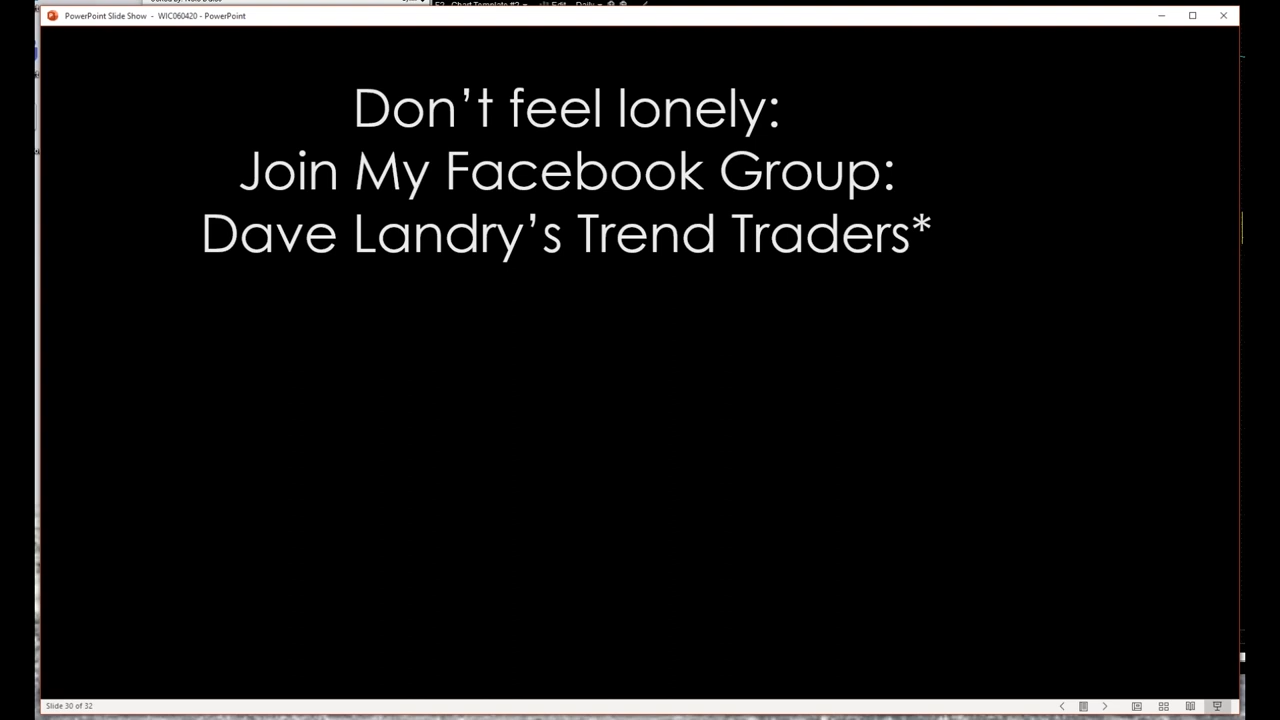 PowerPoint Slide Show - WIC060420 - PowerPoint
Don't feel lonely:
Join My Facebook Group:
Dave Landry's Trend Traders*
Slide 30 of 32